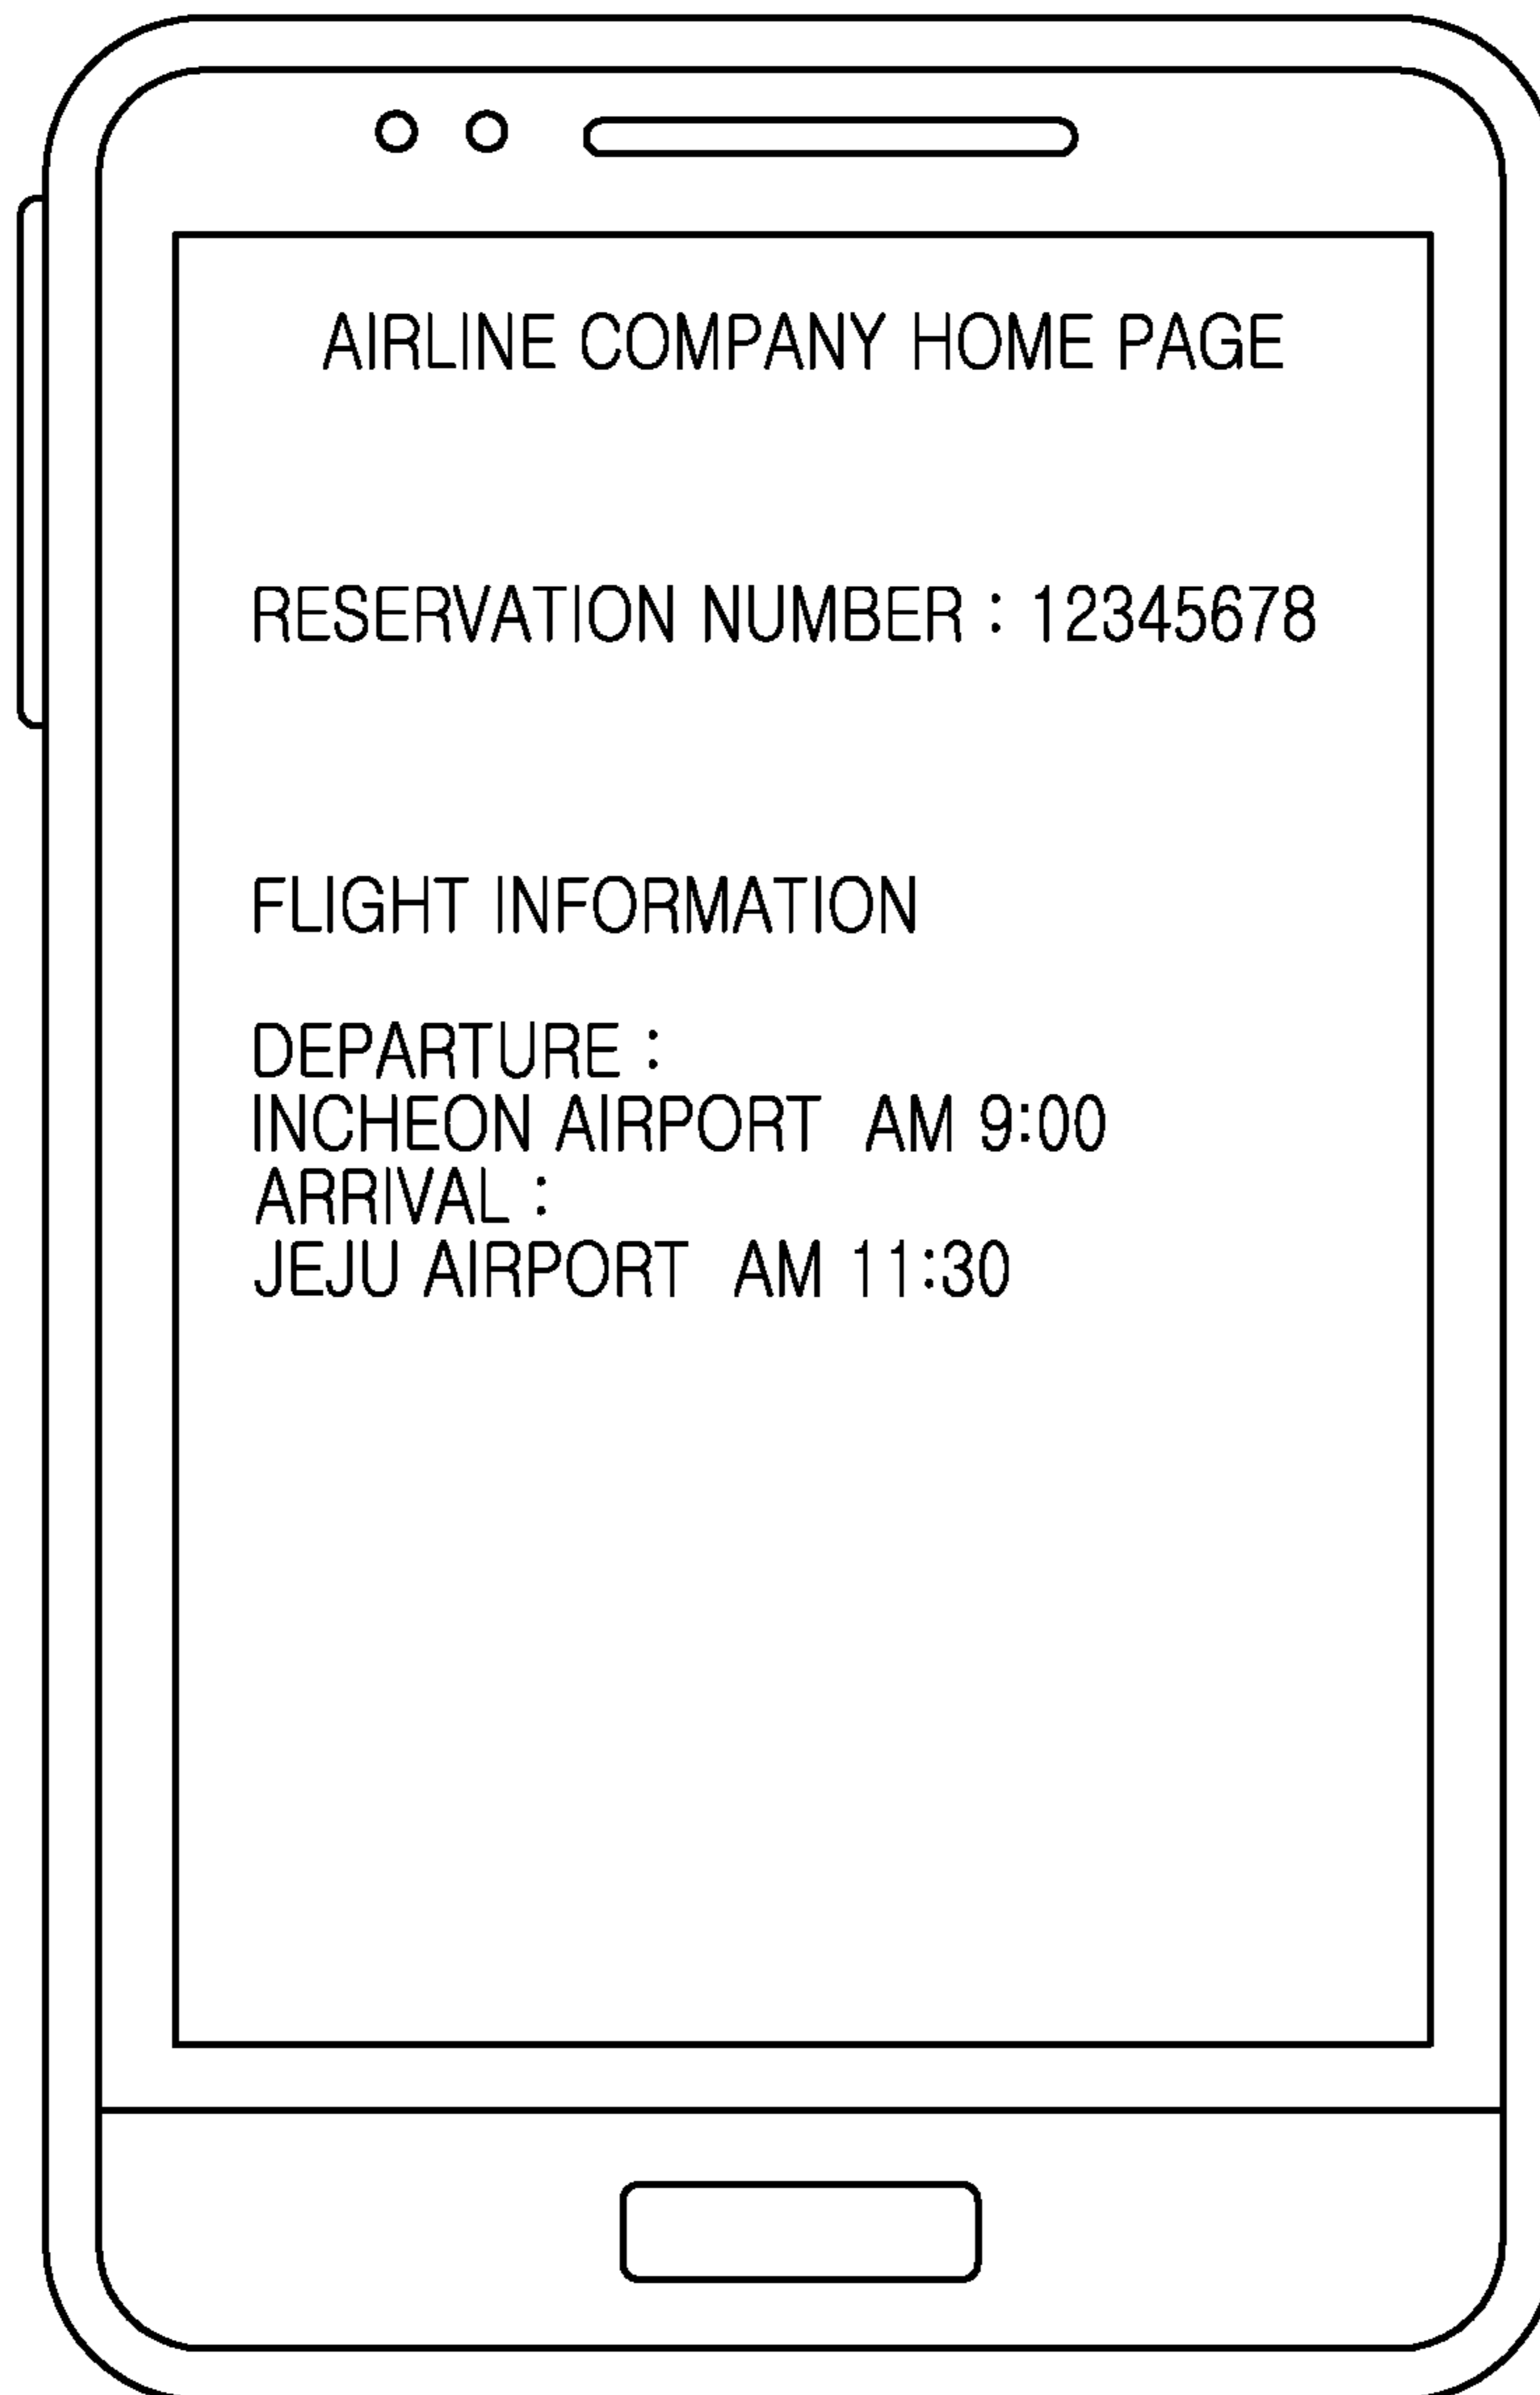 AIRLINE COMPANY HOME PAGE
RESERVATION NUMBER : 12345678
FLIGHT INFORMATION
DEPARTURE :
INCHEON AIRPORT AM 9:00
ARRIVAL :
JEJU AIRPORT AM 11:30